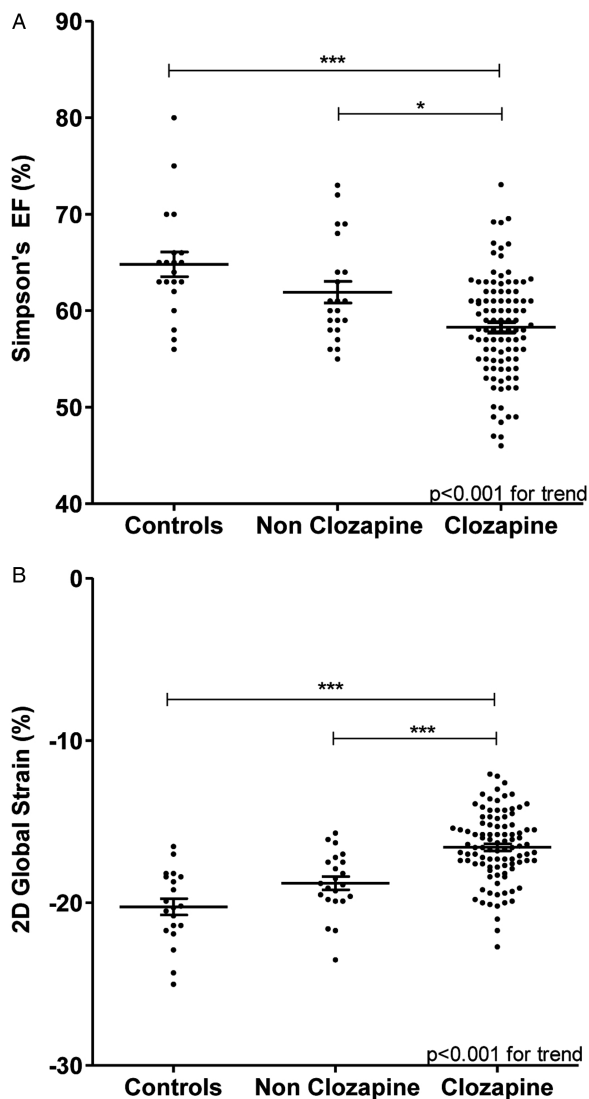 A
90
80
70
60
50
40
Simpson's EF (%)
***
*
p<0.001 for trend
Controls Non Clozapine Clozapine
B
0
-10
-20
-30
2D Global Strain (%)
***
***
p<0.001 for trend
Controls Non Clozapine Clozapine